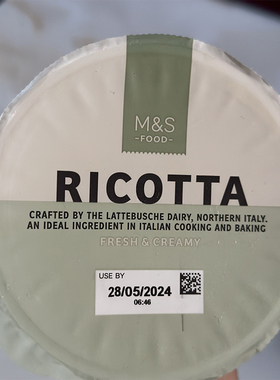 M&S
-FOOD-
RICOTTA
CRAFTED BY THE LATTEBUSCHE DAIRY, NORTHERN ITALY.
AN IDEAL INGREDIENT IN ITALIAN COOKING AND BAKING
FRESH & CREAMY
USE BY
28/05/2024
06:46